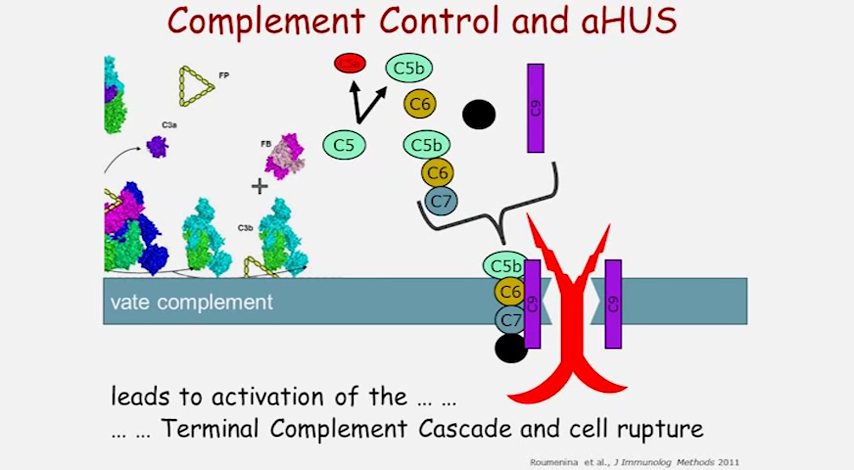 Complement Control and aHUS
C5a
C5b
FP
C6
C9
C3a
FB
C5
C5b
C6
C7
+
C3b
C5b
C6
C9
C9
C7
vate complement
leads to activation of the ... ...
... ... Terminal Complement Cascade and cell rupture
Roumenina et al., J Immunolog Methods 2011